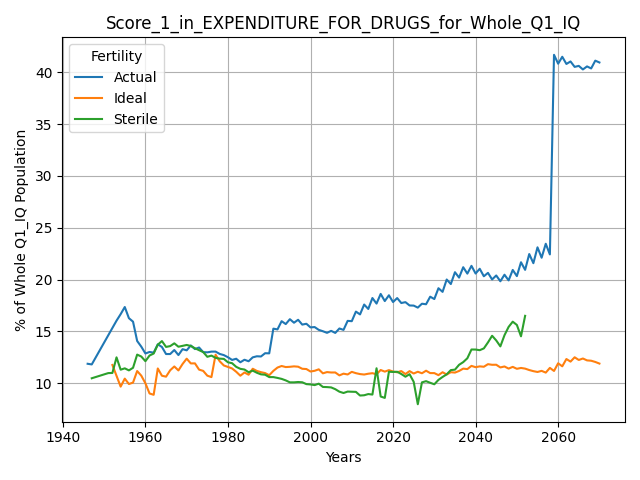 Score_1_in_EXPENDITURE_FOR_DRUGS_for_Whole_Q1_IQ
Fertility
Actual
Ideal
Sterile
% of Whole Q1_IQ Population
40
35
30
25
20
15
10
1940 1960 1980 2000 2020 2040 2060
Years